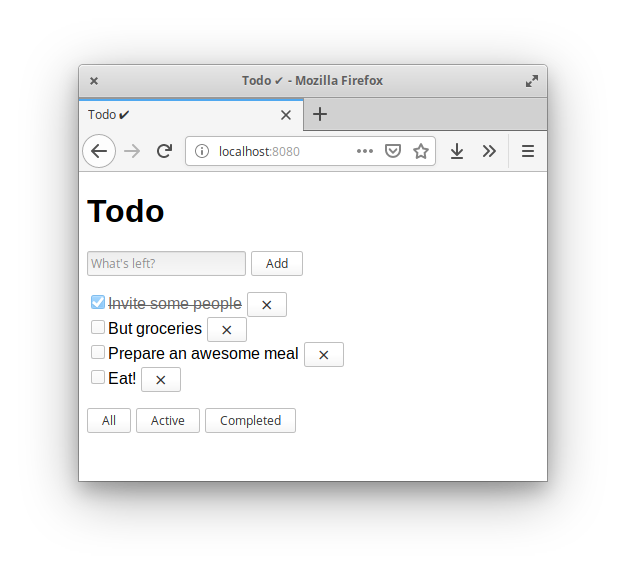 Todo ✔ - Mozilla Firefox
Todo ✔
localhost:8080
Todo
What's left? Add
Invite some people ×
But groceries ×
Prepare an awesome meal ×
Eat! ×
All Active Completed